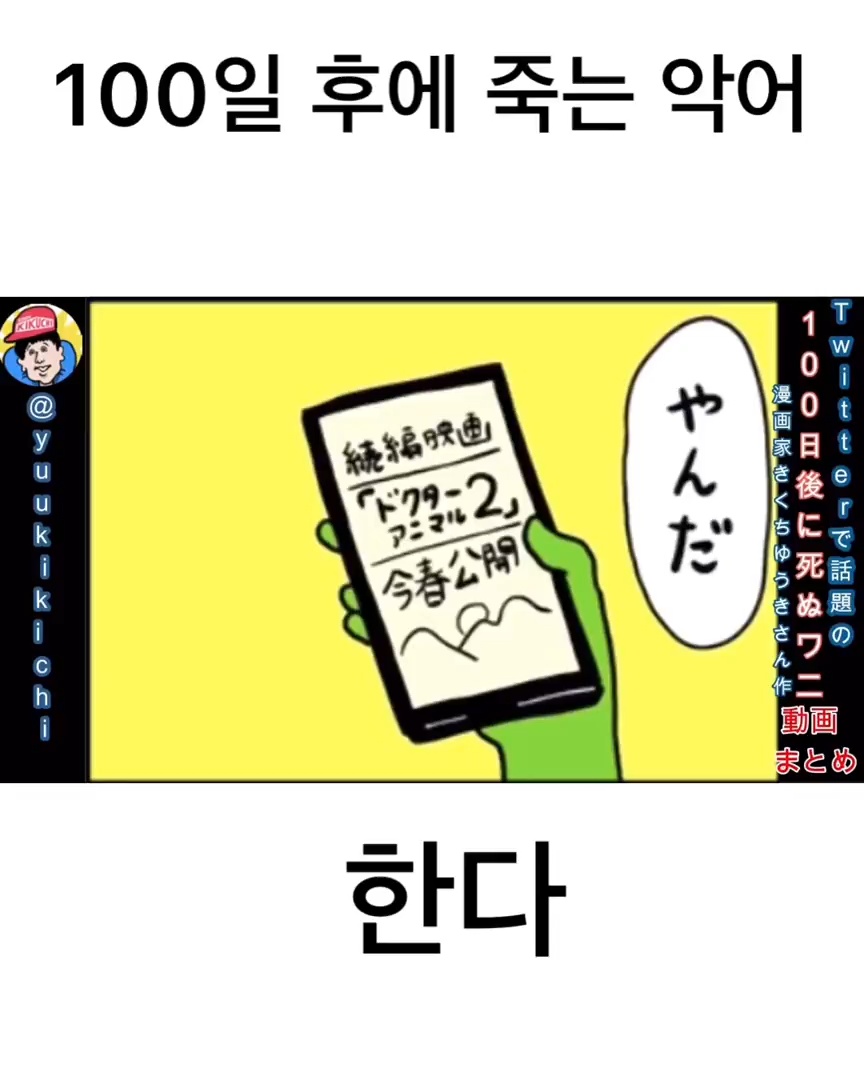 100일 후에 죽는 악어
KIKUCHI
@yuukikichi
続編映画
「ドクター
アニマル2」
今春公開
やんだ
Twitterで話題の
100日後に死ぬワニ
漫画家きくちゆうきさん作
動画
まとめ
한다